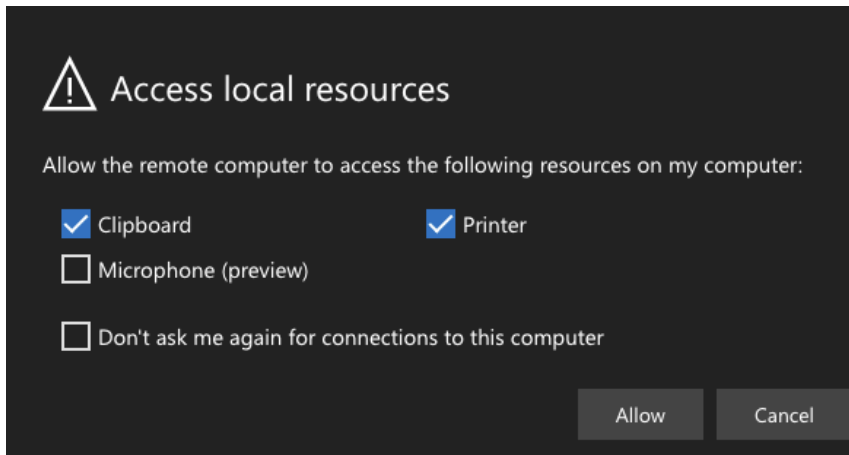 Access local resources
Allow the remote computer to access the following resources on my computer:
Clipboard Printer
Microphone (preview)
Don't ask me again for connections to this computer
Allow Cancel